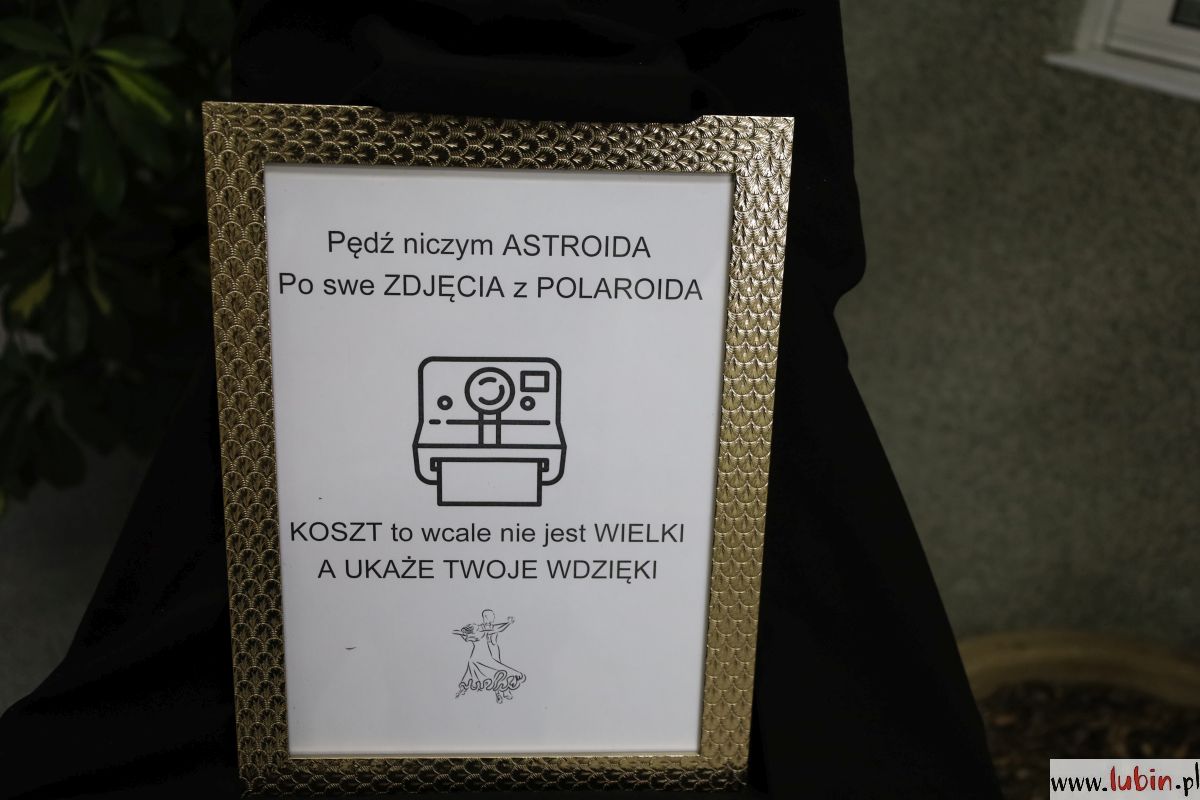 Pędź niczym ASTROIDA
Po swe ZDJĘCIA z POLAROIDA
KOSZT to wcale nie jest WIELKI
A UKAŻE TWOJE WDZIĘKI
www.lubin.pl